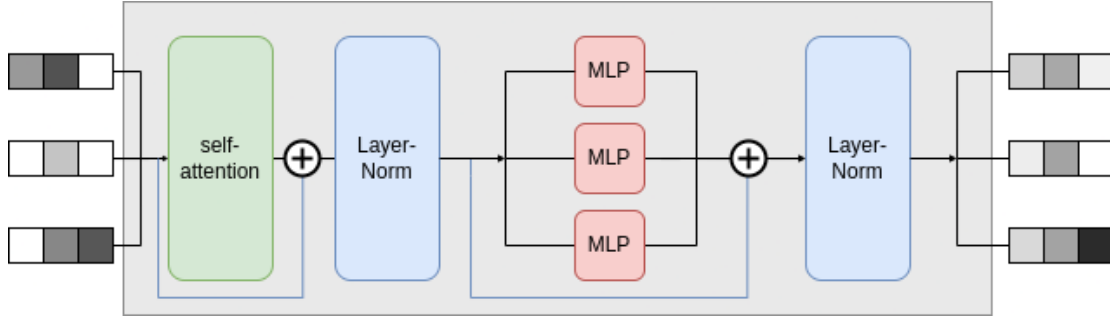 self-
attention
Layer-
Norm
MLP
MLP
MLP
Layer-
Norm